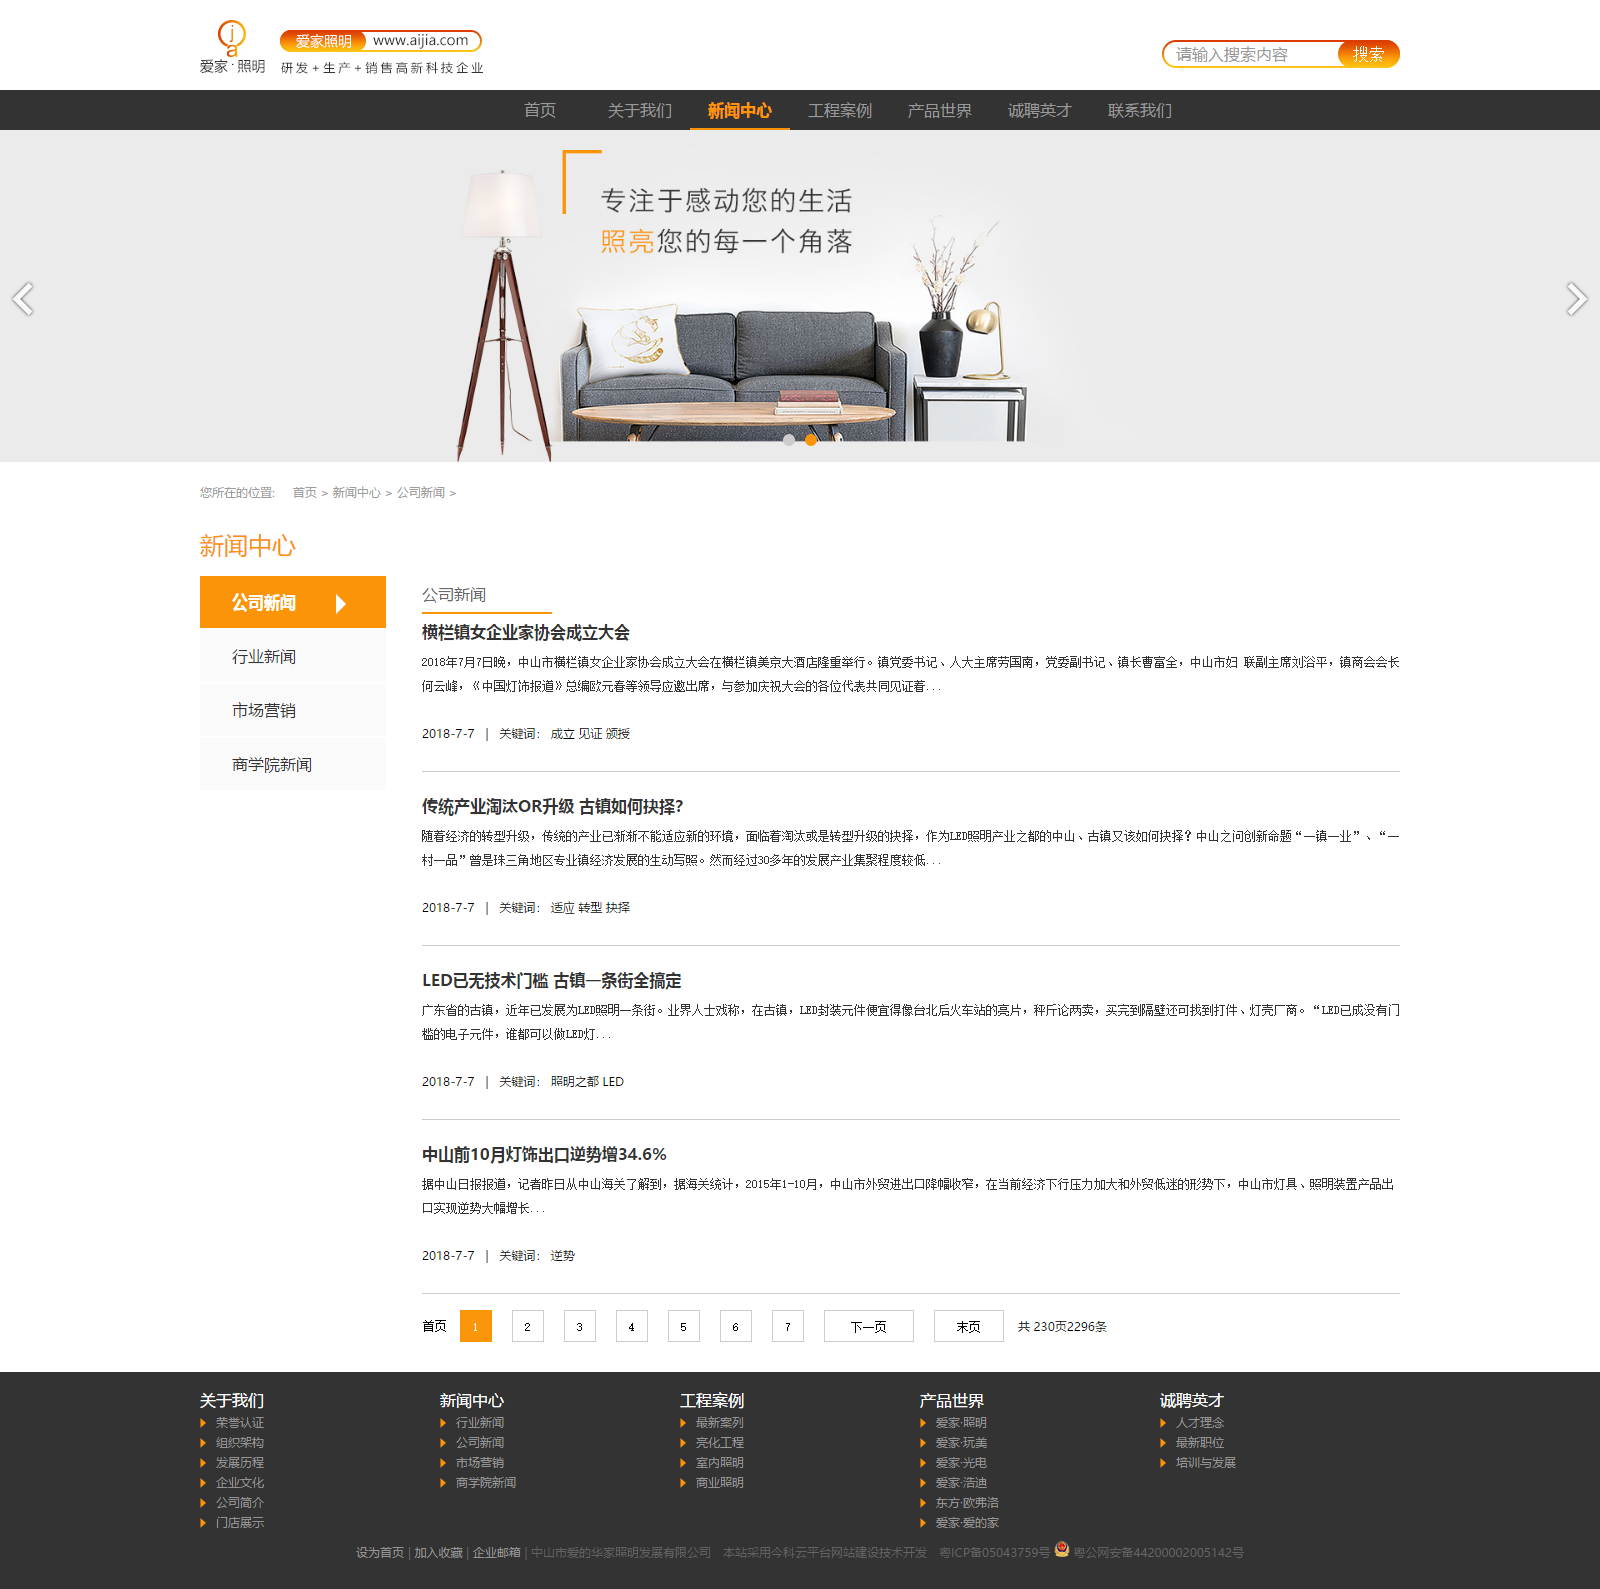 爱家·照明
爱家照明 www.aijia.com
研发+生产+销售高新科技企业
请输入搜索内容 搜索
首页 关于我们 新闻中心 工程案例 产品世界 诚聘英才 联系我们
专注于感动您的生活
照亮您的每一个角落
您所在的位置: 首页 > 新闻中心 > 公司新闻 >
新闻中心
公司新闻
行业新闻
市场营销
商学院新闻
公司新闻
横栏镇女企业家协会成立大会
2018年7月7日晚，中山市横栏镇女企业家协会成立大会在横栏镇美京大酒店隆重举行。镇党委书记、人大主席劳国南，党委副书记、镇长曹富全，中山市妇 联副主席刘浴平，镇商会会长
何云峰，《中国灯饰报道》总编欧元春等领导应邀出席，与参加庆祝大会的各位代表共同见证着...
2018-7-7 | 关键词： 成立 见证 颁授
传统产业淘汰OR升级 古镇如何抉择?
随着经济的转型升级，传统的产业已渐渐不能适应新的环境，面临着淘汰或是转型升级的抉择，作为LED照明产业之都的中山、古镇又该如何抉择？中山之问创新命题“一镇一业”、“一
村一品”曾是珠三角地区专业镇经济发展的生动写照。然而经过30多年的发展产业集聚程度较低...
2018-7-7 | 关键词： 适应 转型 抉择
LED已无技术门槛 古镇一条街全搞定
广东省的古镇，近年已发展为LED照明一条街。业界人士戏称，在古镇，LED封装元件便宜得像台北后火车站的亮片，秤斤论两卖，买完到隔壁还可找到打件、灯壳厂商。“LED已成没有门
槛的电子元件，谁都可以做LED灯...
2018-7-7 | 关键词： 照明之都 LED
中山前10月灯饰出口逆势增34.6%
据中山日报报道，记者昨日从中山海关了解到，据海关统计，2015年1-10月，中山市外贸进出口降幅收窄，在当前经济下行压力加大和外贸低迷的形势下，中山市灯具、照明装置产品出
口实现逆势大幅增长...
2018-7-7 | 关键词： 逆势
首页 1 2 3 4 5 6 7 下一页 末页 共 230页2296条
关于我们 新闻中心 工程案例 产品世界 诚聘英才
荣誉认证 行业新闻 最新案列 爱家·照明 人才理念
组织架构 公司新闻 亮化工程 爱家·玩美 最新职位
发展历程 市场营销 室内照明 爱家·光电 培训与发展
企业文化 商学院新闻 商业照明 爱家·浩迪
公司简介 东方·欧弗洛
门店展示 爱家·爱的家
设为首页 | 加入收藏 | 企业邮箱 | 中山市爱的华家照明发展有限公司 本站采用今科云平台网站建设技术开发 粤ICP备05043759号 粤公网安备44200002005142号